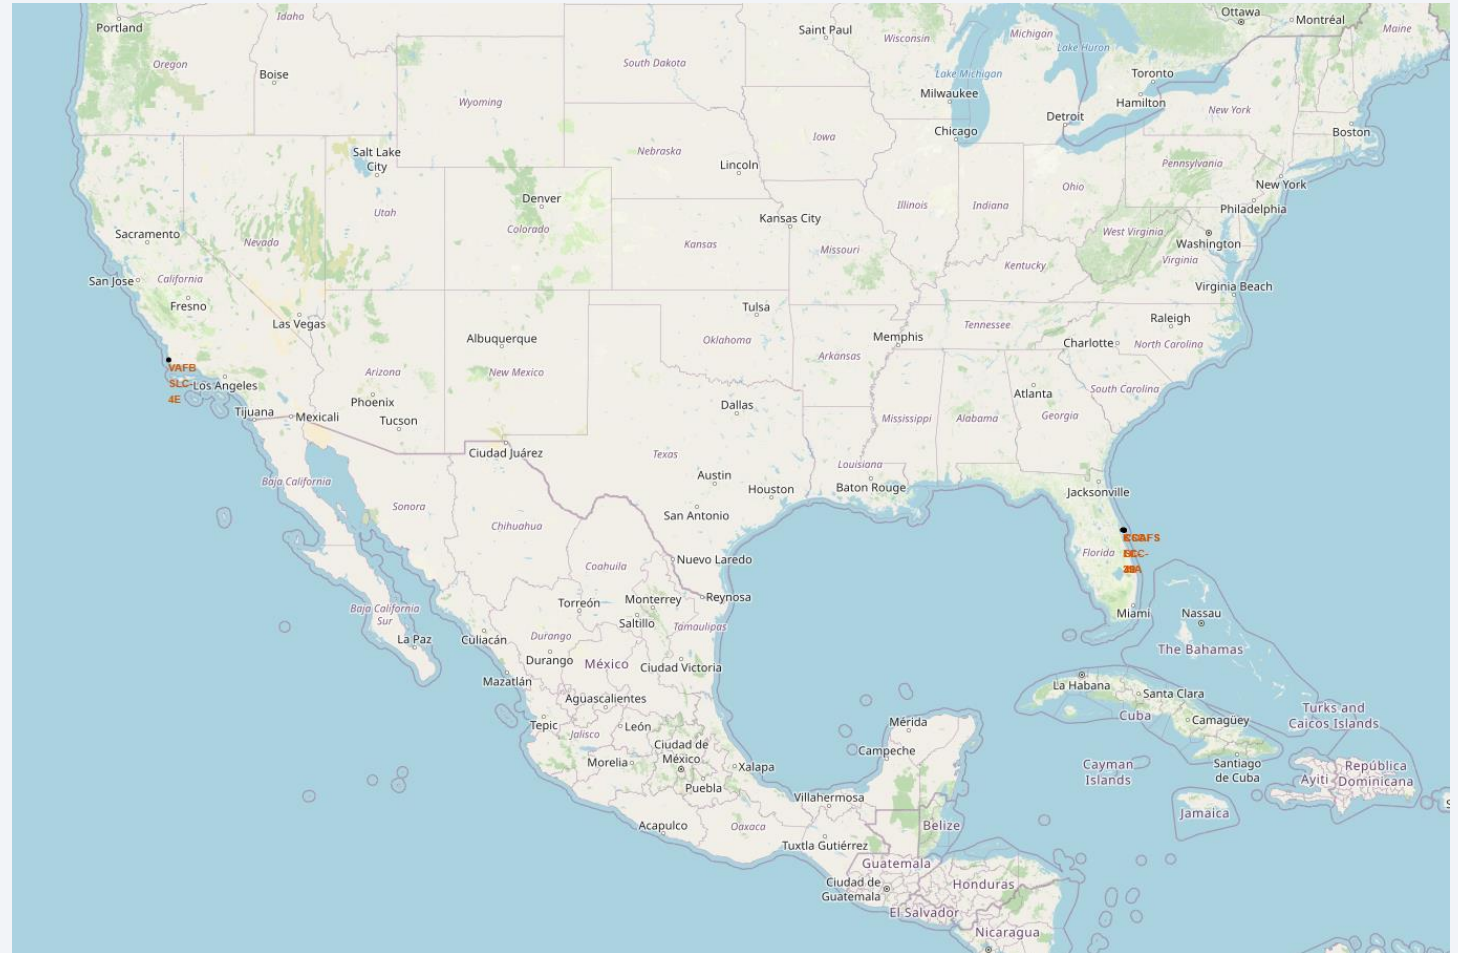 Idaho
Ottawa
Montréal
Portland
Saint Paul
Wisconsin
Michigan
Maine
Lake Huron
Oregon
Boise
South Dakota
Lake Michigan
Toronto
Wyoming
Milwaukee
Hamilton
New York
Detroit
Chicago
Boston
Iowa
Salt Lake
City
Nebraska
Lincoln
Pennsylvania
Ohio
New York
Denver
Utah
Kansas City
Illinois
Indiana
Philadelphia
Sacramento
Nevada
Colorado
Kansas
Missouri
West Virginia
Washington
Virginia
San Jose
California
Kentucky
Virginia Beach
Fresno
Las Vegas
Tulsa
Tennessee
Raleigh
Albuquerque
Oklahoma
Memphis
Charlotte
North Carolina
Arkansas
VAFB
SLC-
4E
Los Angeles
Arizona
New Mexico
Atlanta
South Carolina
Tijuana
Mexicali
Phoenix
Tucson
Dallas
Mississippi
Alabama
Georgia
Ciudad Juárez
Texas
Louisiana
Baja California
Austin
Houston
Baton Rouge
Jacksonville
Sonora
Chihuahua
San Antonio
Florida
Coahuila
Nuevo Laredo
Torreón
Monterrey
Reynosa
Saltillo
Tamaulipas
Miami
Nassau
Baja California
Sur
La Paz
Culiacán
Durango
Durango
México
Ciudad Victoria
The Bahamas
Mazatlán
Aguascalientes
La Habana
Santa Clara
Tepic
Jalisco
León
Mérida
Cuba
Camagüey
Turks and
Caicos Islands
Ciudad de
México
Campeche
Morelia
Xalapa
Cayman
Islands
Santiago
de Cuba
Ayiti
República
Dominicana
Puebla
Villahermosa
Jamaica
Acapulco
Oaxaca
Belize
Tuxtla Gutiérrez
Guatemala
Ciudad de
Guatemala
Honduras
El Salvador
Nicaragua